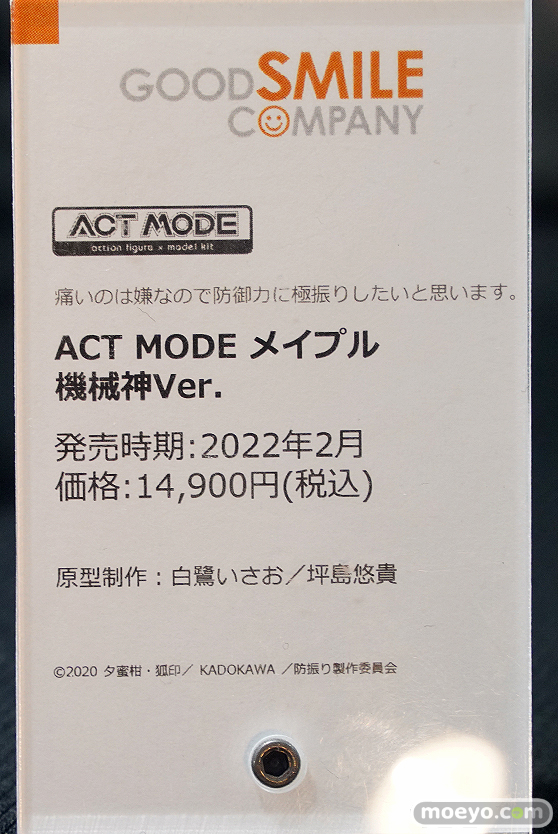 GOODSMILE
COMPANY
ACT MODE
action figure × model kit
痛いのは嫌なので防御力に極振りしたいと思います。
ACT MODE メイプル
機械神Ver.
発売時期:2022年2月
価格:14,900円(税込)
原型制作：白鷺いさお／坪島悠貴
©2020 夕蜜柑・狐印／ KADOKAWA ／防振り製作委員会
moeyo.com